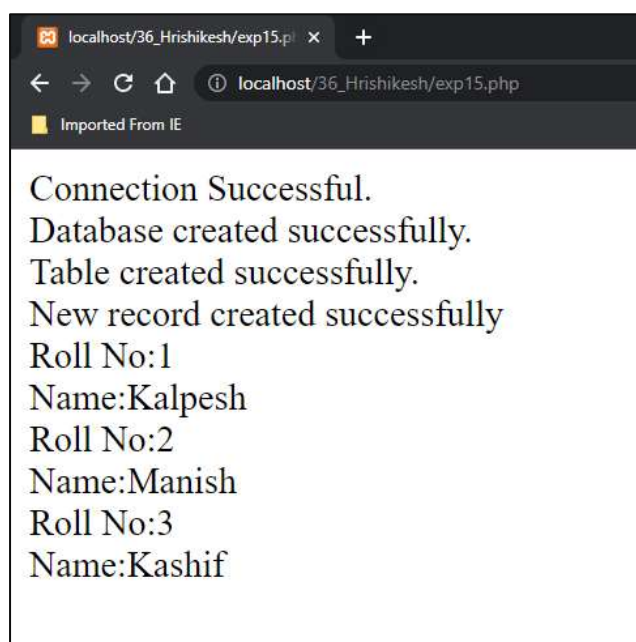 localhost/36_Hrishikesh/exp15.p
localhost/36_Hrishikesh/exp15.php
Imported From IE
Connection Successful.
Database created successfully.
Table created successfully.
New record created successfully
Roll No:1
Name:Kalpesh
Roll No:2
Name:Manish
Roll No:3
Name:Kashif